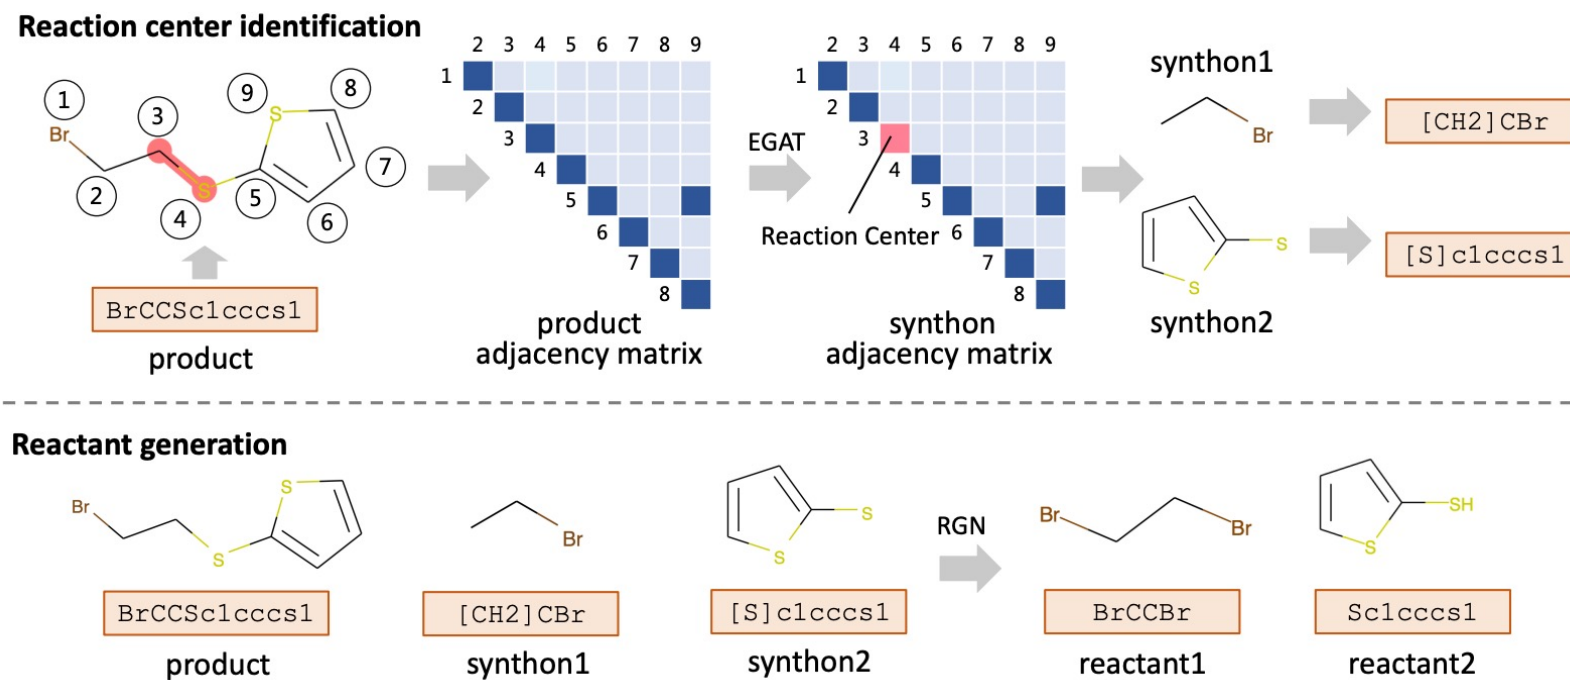 Reaction center identification
2 3 4 5 6 7 8 9
2 3 4 5 6 7 8 9
synthon1
1 3 9 8
Br S
2 4 5 6 7
S
1
2
3
4
5
6
7
8
EGAT
1
2
3
4
5
6
7
8
Reaction Center
Br
[CH2]CBr
S
S
[S]c1cccs1
BrCCSc1cccs1
product
product
adjacency matrix
synthon
adjacency matrix
synthon2
Reactant generation
Br S
S
Br
S
S
RGN
Br Br
SH
S
BrCCSc1cccs1
[CH2]CBr
[S]c1cccs1
BrCCBr
Sc1cccs1
product
synthon1
synthon2
reactant1
reactant2